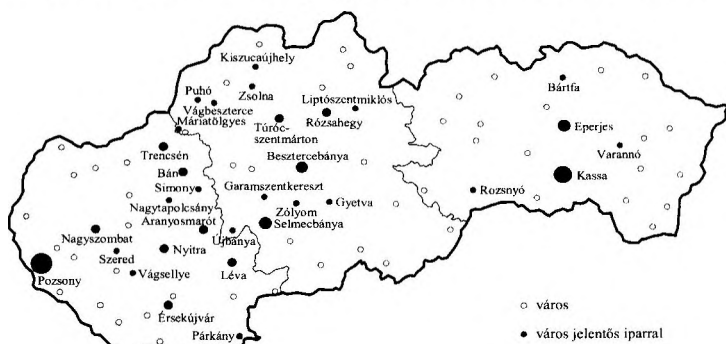 Kiszucaújhely
Puhó
Zsolna
Liptószentmiklós
Vágbeszterce
Máriatölgyes
Rózsahegy
Túróc-
szentmárton
Trencsén
Besztercebánya
Bán
Simony
Garamszentkereszt
Gyetva
Nagytapolcsány
Zólyom
Aranyosmarót
Selmecbánya
Újbánya
Nagyszombat
Nyitra
Szered
Léva
Vágsellye
Pozsony
Érsekújvár
Párkány
Bártfa
Eperjes
Varannó
Kassa
Rozsnyó
város
város jelentős iparral